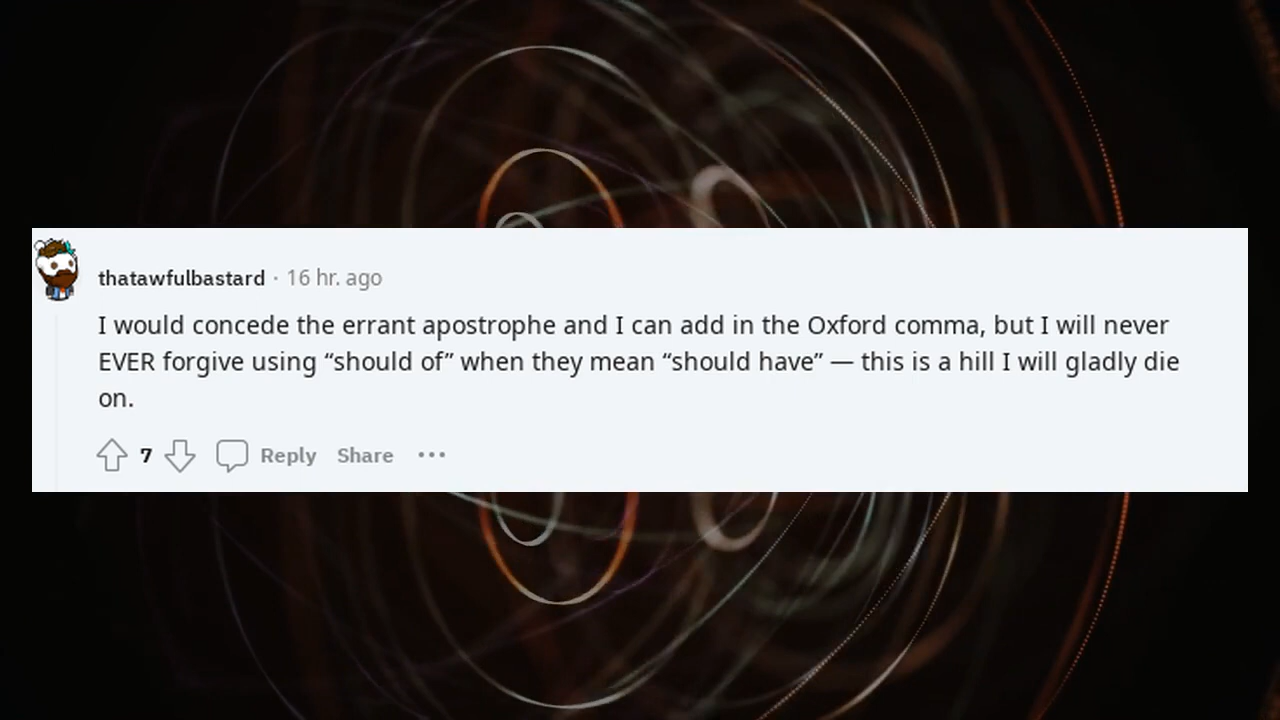 thatawfulbastard · 16 hr. ago
I would concede the errant apostrophe and I can add in the Oxford comma, but I will never
EVER forgive using “should of” when they mean “should have” — this is a hill I will gladly die
on.
7 Reply Share •••